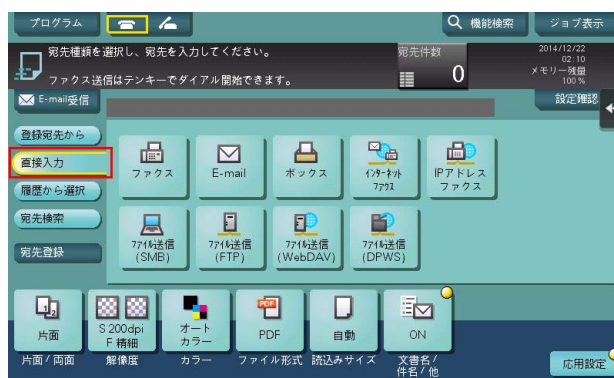 プログラム
機能検索
ジョブ表示
宛先種類を選択し、宛先を入力してください。
ファクス送信はテンキーでダイアル開始できます。
宛先件数
0
2014/12/22
02:10
メモリー残量
100 %
E-mail受信
設定確認
登録宛先から
直接入力
履歴から選択
宛先検索
宛先登録
ファクス
E-mail
ボックス
インターネット
ファクス
IPアドレス
ファクス
ファイル送信
(SMB)
ファイル送信
(FTP)
ファイル送信
(WebDAV)
ファイル送信
(DPWS)
片面
S 200dpi
F 精細
オート
カラー
PDF
PDF
自動
ON
片面/両面
解像度
カラー
ファイル形式
読込みサイズ
文書名/
件名/他
応用設定